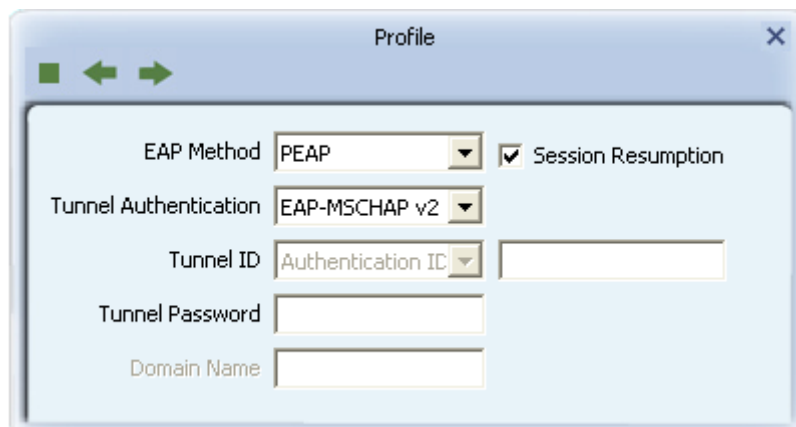 Profile
EAP Method PEAP Session Resumption
Tunnel Authentication EAP-MSCHAP v2
Tunnel ID Authentication ID
Tunnel Password
Domain Name